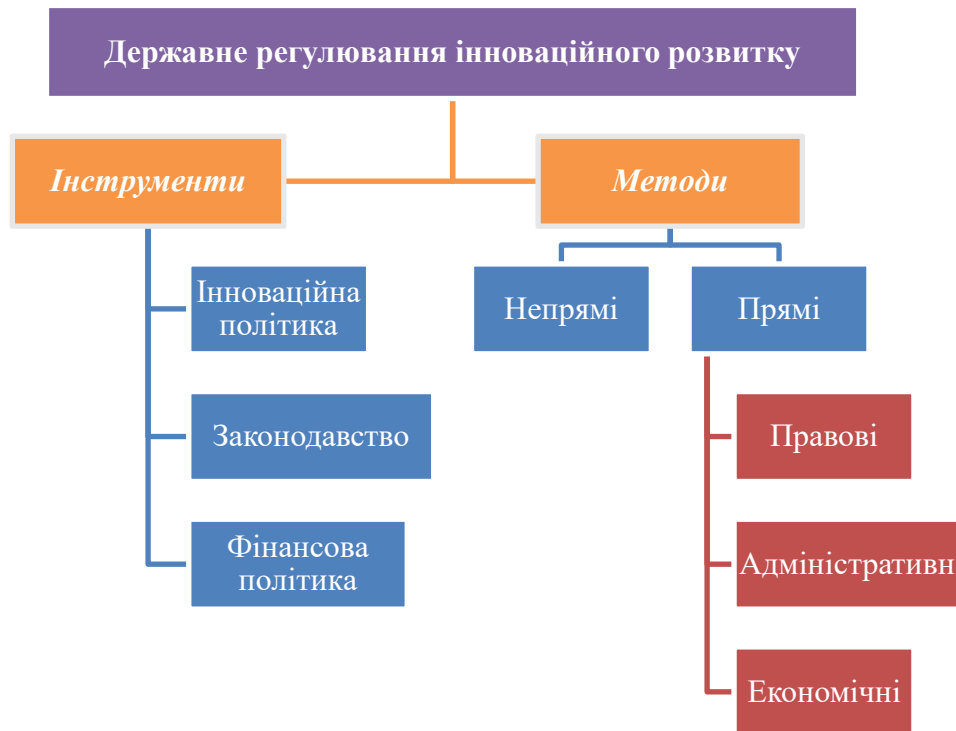 Державне регулювання інноваційного розвитку
Інструменти
Методи
Інноваційна
політика
Законодавство
Фінансова
політика
Непрямі
Прямі
Правові
Адміністративн
Економічні